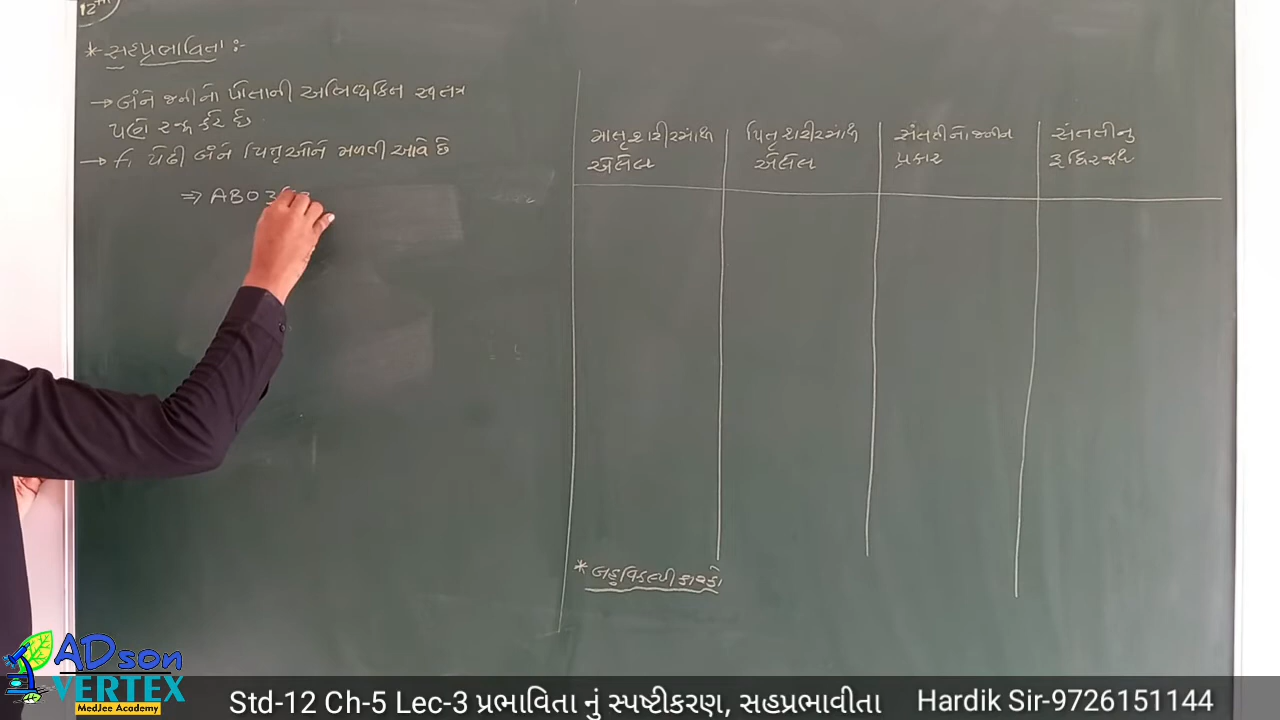 12th
* સહપ્રભાવિતા :-
→ બંને જનીનો પોતાની અભિવ્યકિત સ્વતંત્ર
પણે રજૂ કરે છે
→ F1 પેઢી બંને પિતૃઓને મળતી આવે છે
⇒ ABO
માતૃ શરીરમાંથી
એલેલ
પિતૃ શરીરમાંથી
એલેલ
સંતતીનો જનીન
પ્રકાર
સંતતીનુ
રૂધિરજુથ
* બહુવિકલ્પી કારકો
ADson
VERTEX
MedJee Academy
Std-12 Ch-5 Lec-3 પ્રભાવિતા નું સ્પષ્ટીકરણ, સહપ્રભાવીતા
Hardik Sir-9726151144